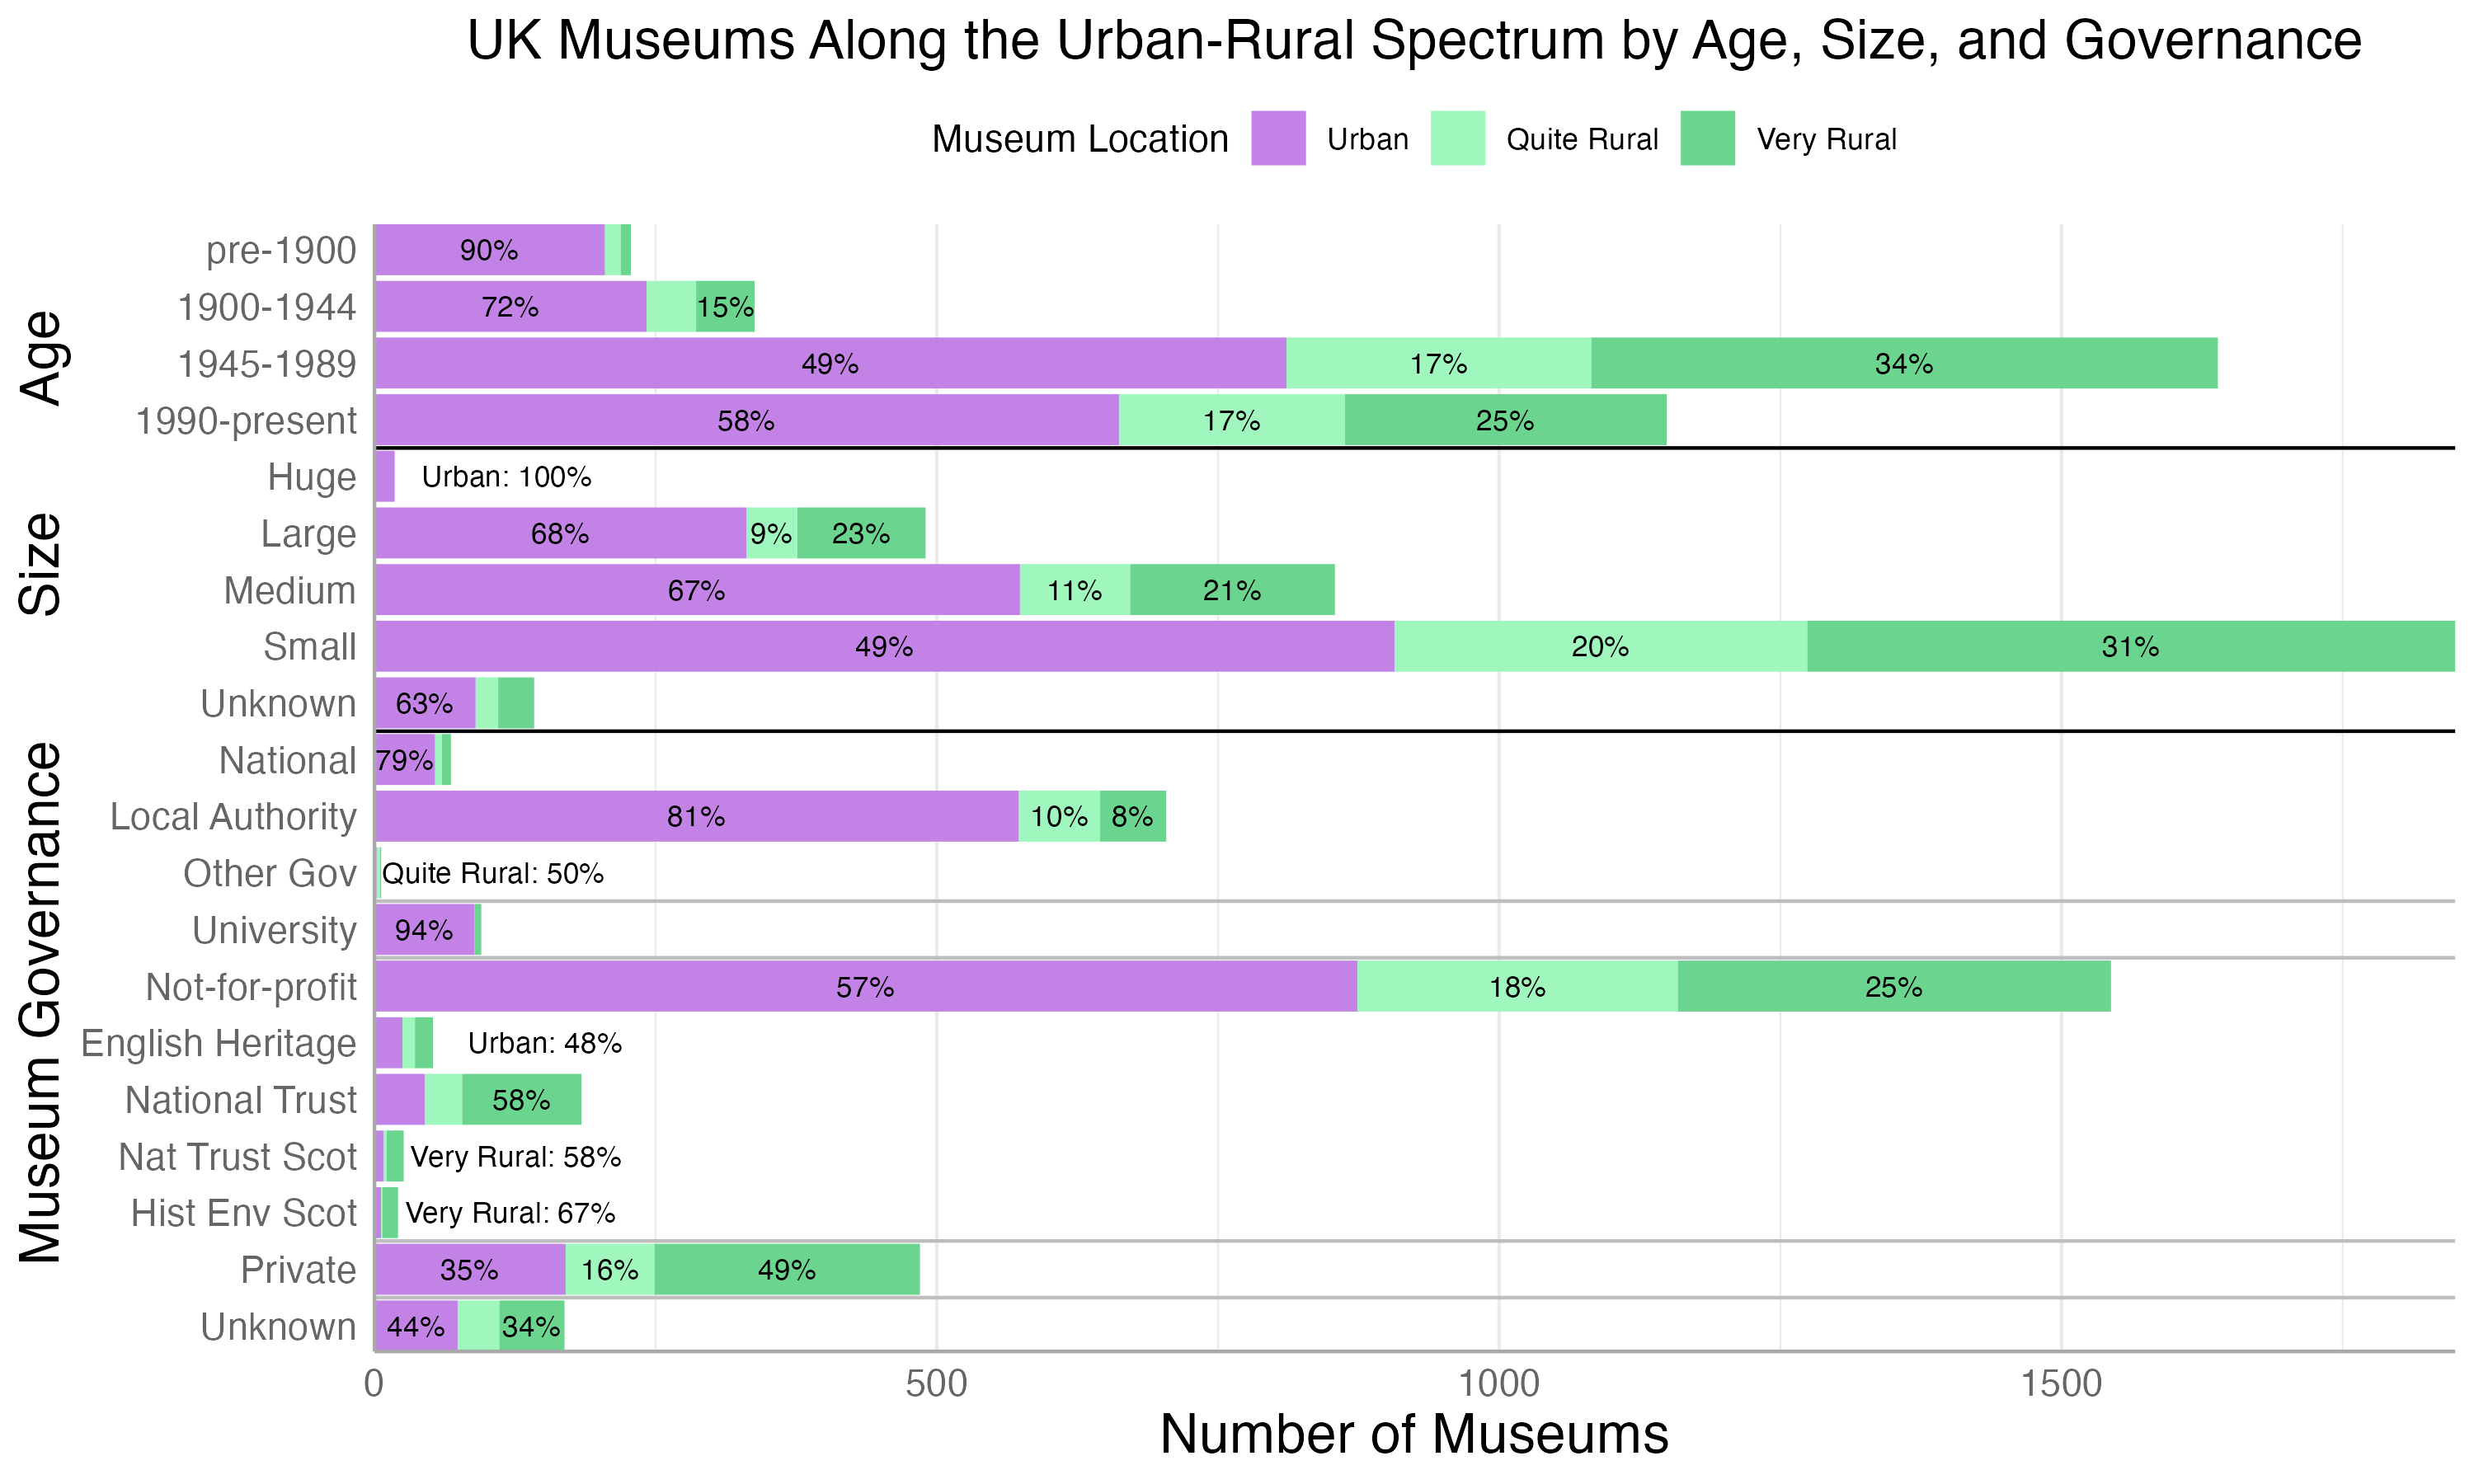 UK Museums Along the Urban-Rural Spectrum by Age, Size, and Governance
Museum Location Urban Quite Rural Very Rural
Age
pre-1900 90%
1900-1944 72% 15%
1945-1989 49% 17% 34%
1990-present 58% 17% 25%
Size
Huge Urban: 100%
Large 68% 9% 23%
Medium 67% 11% 21%
Small 49% 20% 31%
Unknown 63%
Museum Governance
National 79%
Local Authority 81% 10% 8%
Other Gov Quite Rural: 50%
University 94%
Not-for-profit 57% 18% 25%
English Heritage Urban: 48%
National Trust 58%
Nat Trust Scot Very Rural: 58%
Hist Env Scot Very Rural: 67%
Private 35% 16% 49%
Unknown 44% 34%
0 500 1000 1500
Number of Museums